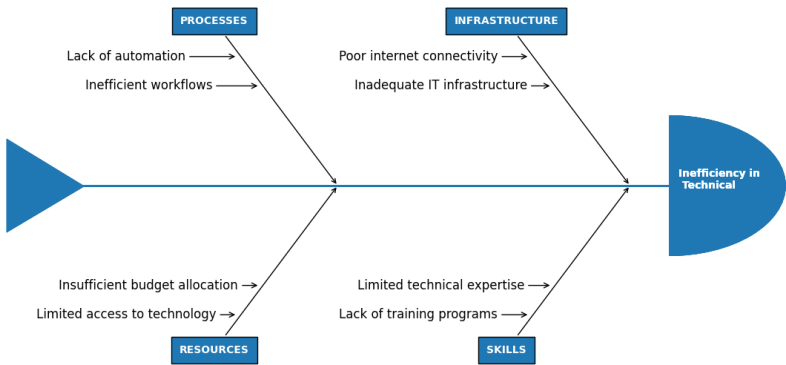 PROCESSES
INFRASTRUCTURE
Lack of automation
Poor internet connectivity
Inefficient workflows
Inadequate IT infrastructure
Inefficiency in
Technical
Insufficient budget allocation
Limited technical expertise
Limited access to technology
Lack of training programs
RESOURCES
SKILLS